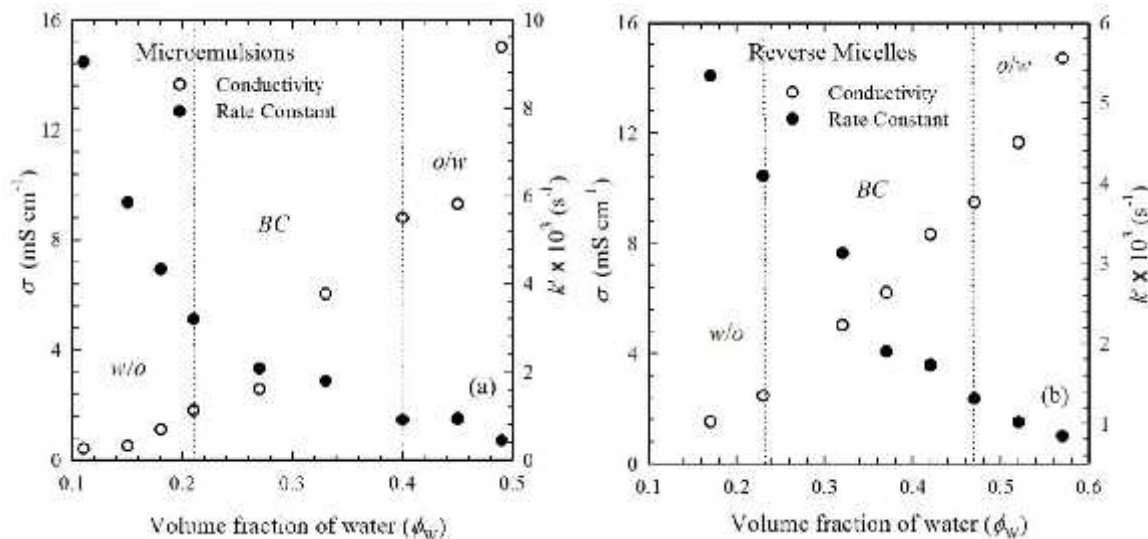 16
12
8
4
0
σ (mS cm⁻¹)
Microemulsions
Conductivity
Rate Constant
w/o
BC
o/w
(a)
10
8
6
4
2
0
k' x 10³ (s⁻¹)
0.1 0.2 0.3 0.4 0.5
Volume fraction of water (ϕW)
16
12
8
4
0
σ (mS cm⁻¹)
Reverse Micelles
Conductivity
Rate Constant
w/o
BC
o/w
(b)
6
5
4
3
2
1
k' x 10³ (s⁻¹)
0.1 0.2 0.3 0.4 0.5 0.6
Volume fraction of water (ϕW)